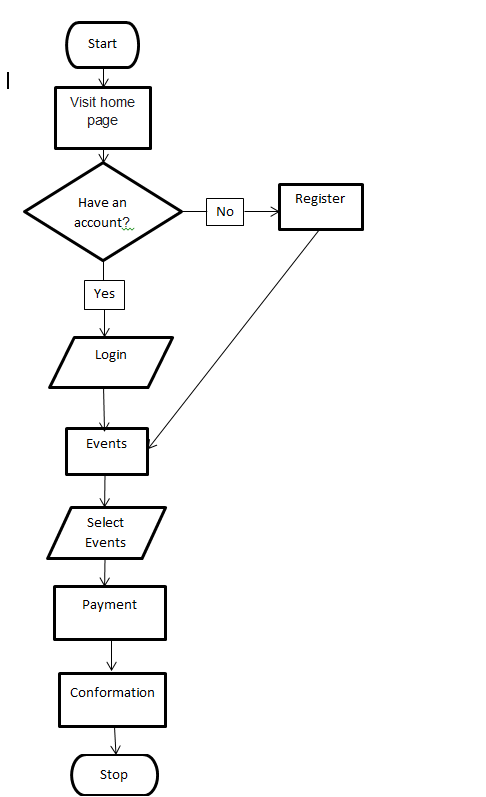 Start
Visit home
page
Have an
account?
No
Register
Yes
Login
Events
Select
Events
Payment
Conformation
Stop